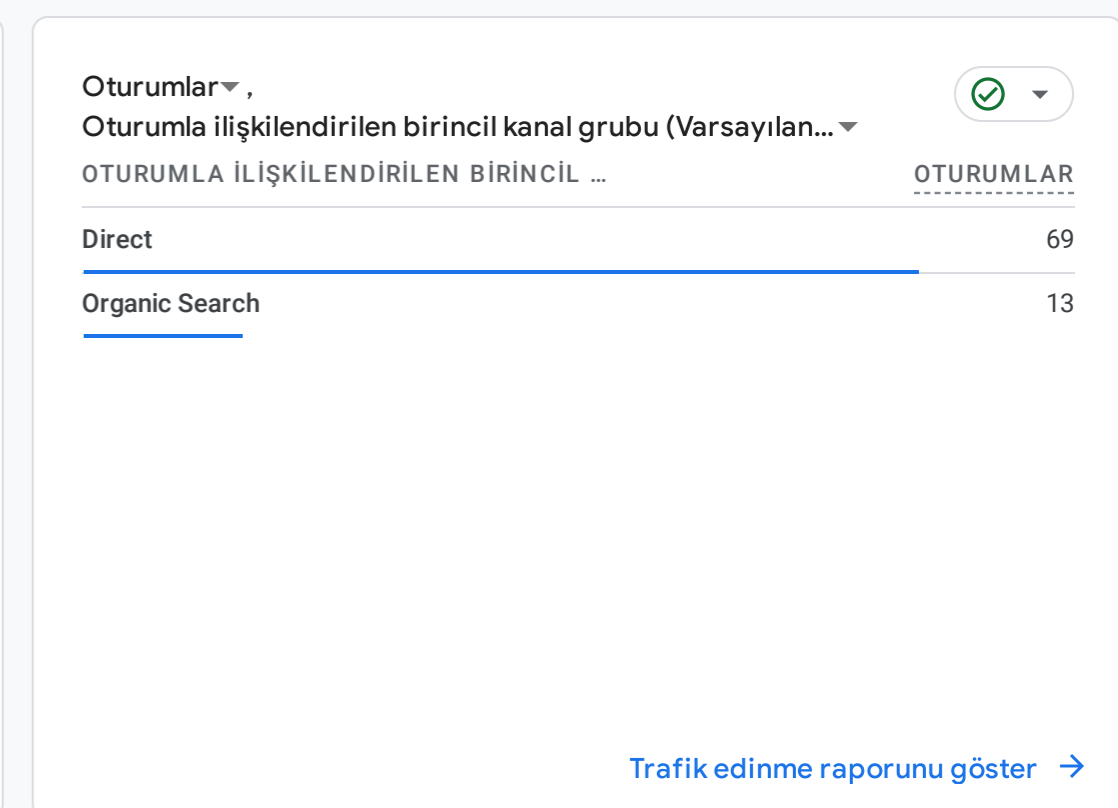 Oturumlar ,
Oturumla ilişkilendirilen birincil kanal grubu (Varsayılan...
OTURUMLA İLİŞKİLENDİRİLEN BİRİNCİL ... OTURUMLAR
Direct 69
Organic Search 13
Trafik edinme raporunu göster